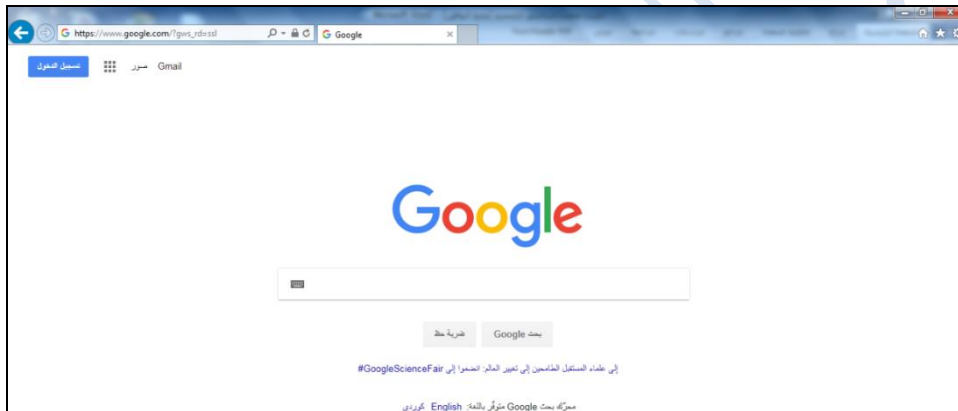 https://www.google.com/?gws_rd=ssl
Google
Gmail صور تسجيل الدخول
Google
بحث Google ضربة حظ
إلى علماء المستقبل الطامحين إلى تغيير العالم: انضموا إلى GoogleScienceFair#
محرّك بحث Google متوفّر باللغة: English كوردی